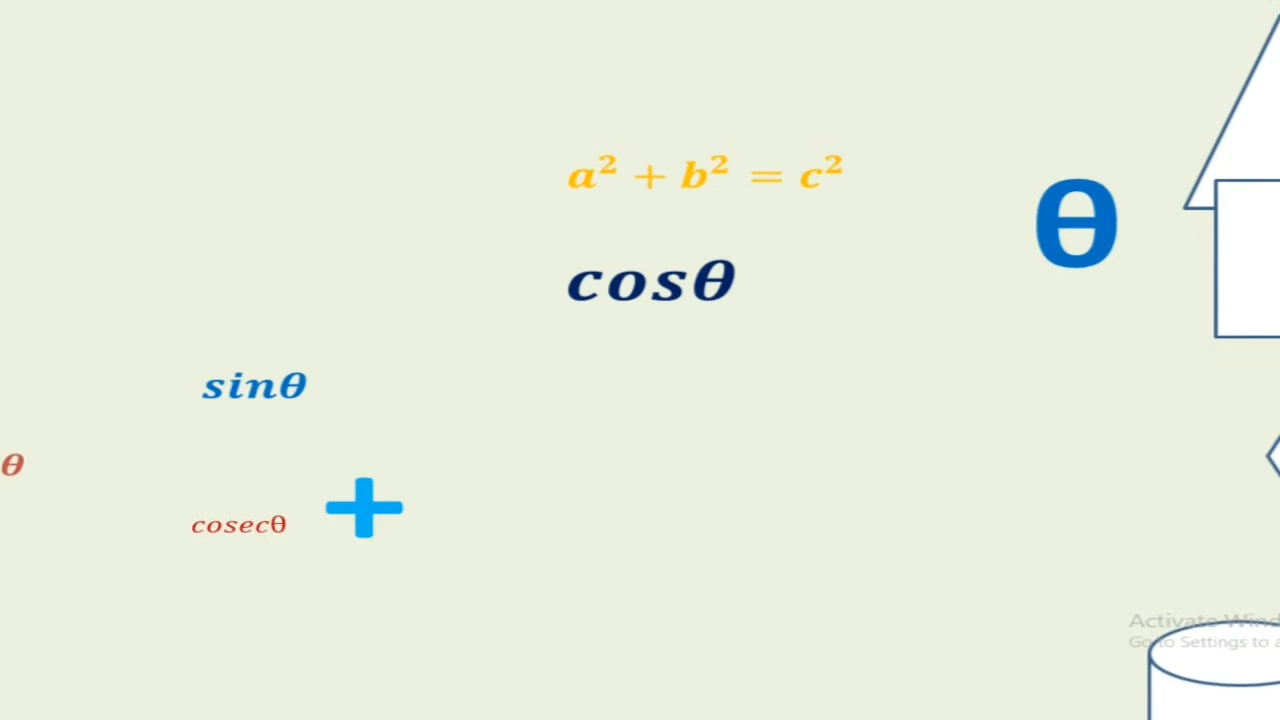 a² + b² = c²
θ
cosθ
sinθ
θ
cosecθ
+
Activate Wind
Go to Settings to a